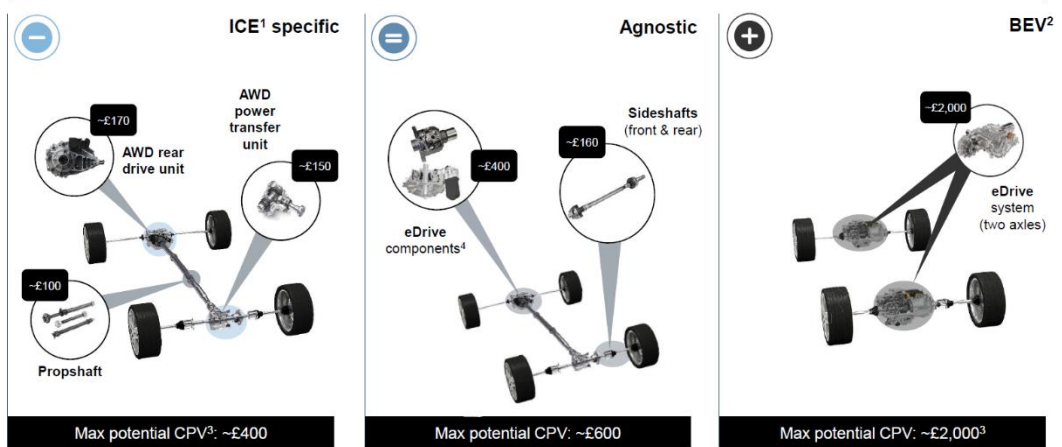 ICE¹ specific
~£170
AWD rear
drive unit
AWD
power
transfer
unit
~£150
~£100
Propshaft
Max potential CPV³: ~£400
Agnostic
~£400
eDrive
components⁴
Sideshafts
(front & rear)
~£160
Max potential CPV: ~£600
BEV²
~£2,000
eDrive
system
(two axles)
Max potential CPV: ~£2,000³